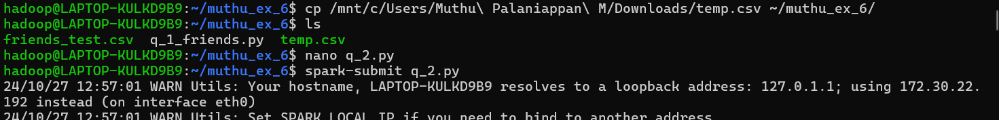 hadoop@LAPTOP-KULKD9B9:~/muthu_ex_6$ cp /mnt/c/Users/Muthu\ Palaniappan\ M/Downloads/temp.csv ~/muthu_ex_6/
hadoop@LAPTOP-KULKD9B9:~/muthu_ex_6$ ls
friends_test.csv  q_1_friends.py  temp.csv
hadoop@LAPTOP-KULKD9B9:~/muthu_ex_6$ nano q_2.py
hadoop@LAPTOP-KULKD9B9:~/muthu_ex_6$ spark-submit q_2.py
24/10/27 12:57:01 WARN Utils: Your hostname, LAPTOP-KULKD9B9 resolves to a loopback address: 127.0.1.1; using 172.30.22.
192 instead (on interface eth0)
24/10/27 12:57:01 WARN Utils: Set SPARK_LOCAL_IP if you need to bind to another address